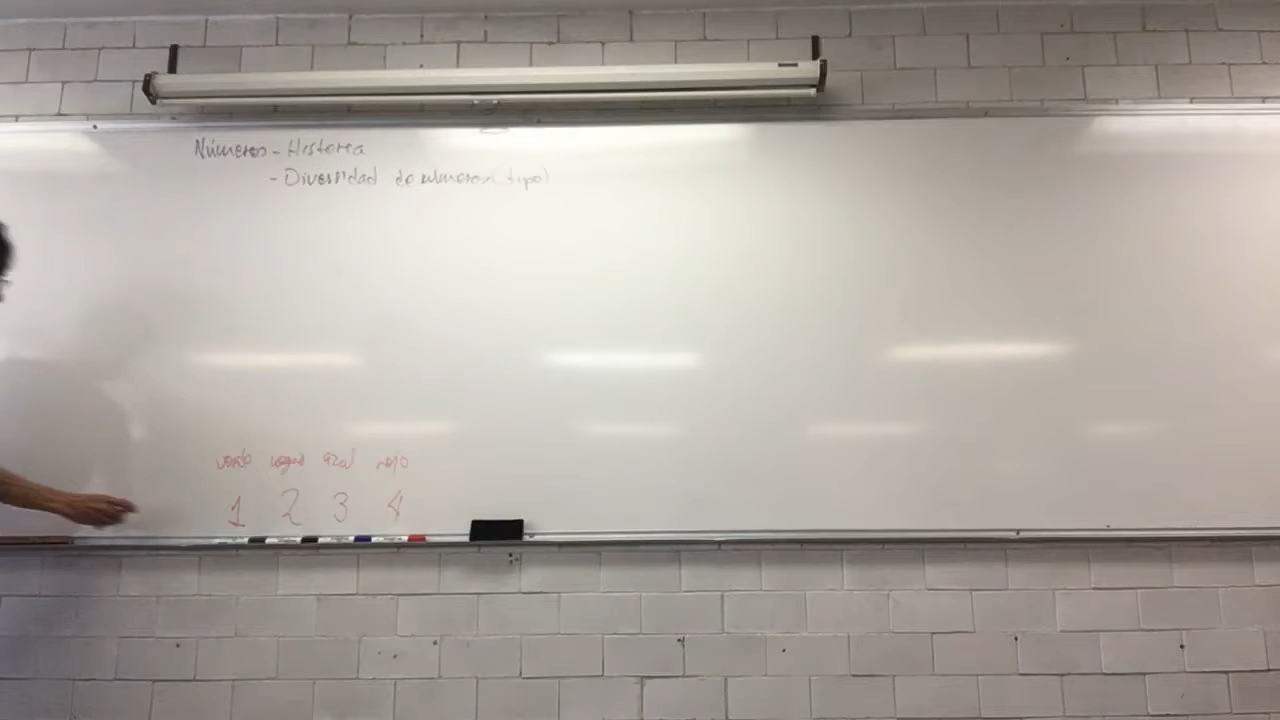 Números - Historia
- Diversidad de números (tipo)
verde negro azul rojo
1 2 3 4